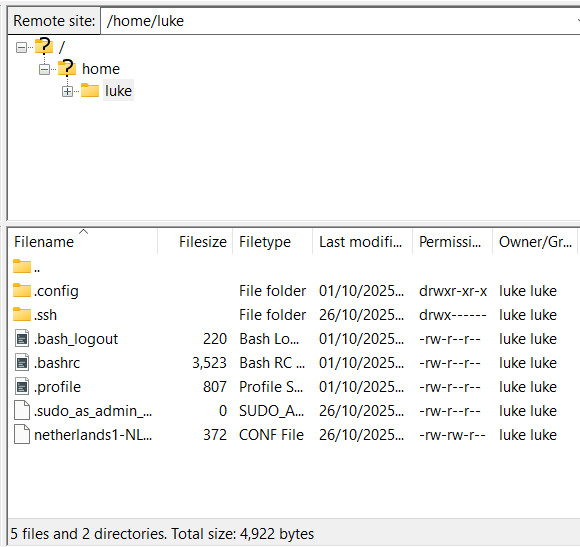 Remote site: /home/luke
/
home
luke
Filename Filesize Filetype Last modifi... Permissi... Owner/Gr...
..
.config File folder 01/10/2025... drwxr-xr-x luke luke
.ssh File folder 26/10/2025... drwx------ luke luke
.bash_logout 220 Bash Lo... 01/10/2025... -rw-r--r-- luke luke
.bashrc 3,523 Bash RC ... 01/10/2025... -rw-r--r-- luke luke
.profile 807 Profile S... 01/10/2025... -rw-r--r-- luke luke
.sudo_as_admin_... 0 SUDO_A... 26/10/2025... -rw-r--r-- luke luke
netherlands1-NL... 372 CONF File 26/10/2025... -rw-rw-r-- luke luke
5 files and 2 directories. Total size: 4,922 bytes